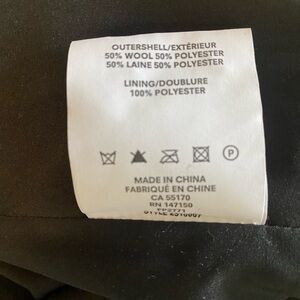 OUTERSHELL/EXTÉRIEUR
50% WOOL 50% POLYESTER
50% LAINE 50% POLYESTER
LINING/DOUBLURE
100% POLYESTER
P
MADE IN CHINA
FABRIQUÉ EN CHINE
CA 55170
RN 147150
STYLE